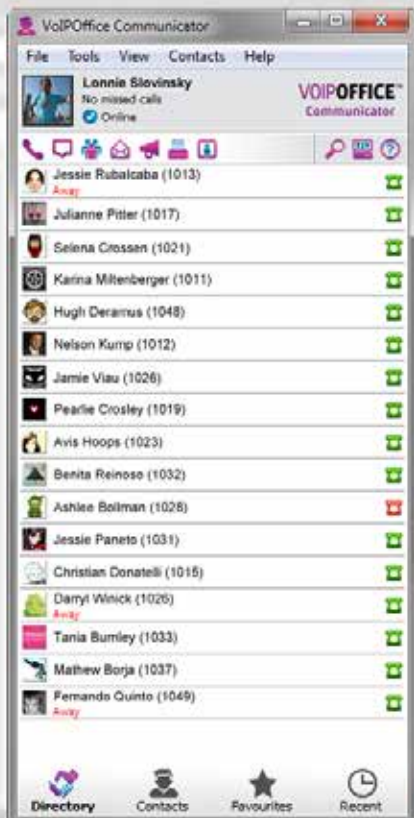 VoIPOffice Communicator
File Tools View Contacts Help
Lonnie Slovinsky
No missed calls
Online
VOIPOFFICE™
Communicator
Jessie Rubalcaba (1013)
Away
Julianne Pitter (1017)
Selena Crossen (1021)
Karina Miltenberger (1011)
Hugh Deramus (1048)
Nelson Kump (1012)
Jamie Viau (1026)
Pearlie Crosley (1019)
Avis Hoops (1023)
Benita Reinoso (1032)
Ashlee Bollman (1028)
Jessie Paneto (1031)
Christian Donatelli (1015)
Darryl Winick (1026)
Away
Tania Bumley (1033)
Mathew Borja (1037)
Fernando Quinto (1049)
Away
Directory Contacts Favourites Recent